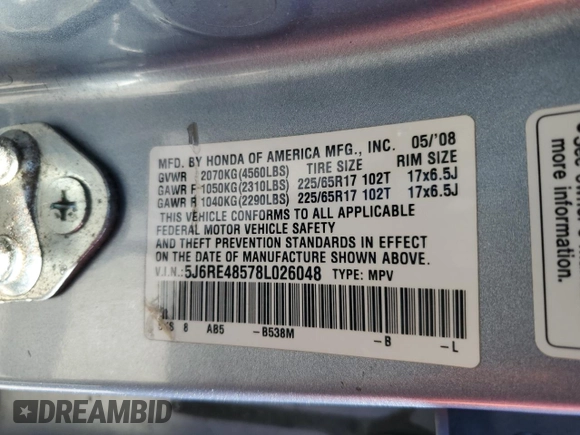 MFD. BY HONDA OF AMERICA MFG., INC. 05/'08
GVWR 2070KG(4560LBS) TIRE SIZE RIM SIZE
GAWR F 1050KG(2310LBS) 225/65R17 102T 17x6.5J
GAWR R 1040KG(2290LBS) 225/65R17 102T 17x6.5J
THIS VEHICLE CONFORMS TO ALL APPLICABLE
FEDERAL MOTOR VEHICLE SAFETY
AND THEFT PREVENTION STANDARDS IN EFFECT
ON THE DATE OF MANUFACTURE SHOWN ABOVE.
V.I.N.: 5J6RE48578L026048 TYPE: MPV
8 A85 -B538M -B -L
more inform
DREAMBID